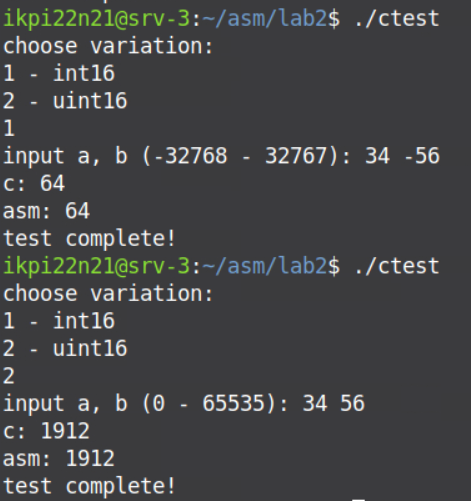 ikpi22n21@srv-3:~/asm/lab2$ ./ctest
choose variation:
1 - int16
2 - uint16
1
input a, b (-32768 - 32767): 34 -56
c: 64
asm: 64
test complete!
ikpi22n21@srv-3:~/asm/lab2$ ./ctest
choose variation:
1 - int16
2 - uint16
2
input a, b (0 - 65535): 34 56
c: 1912
asm: 1912
test complete!